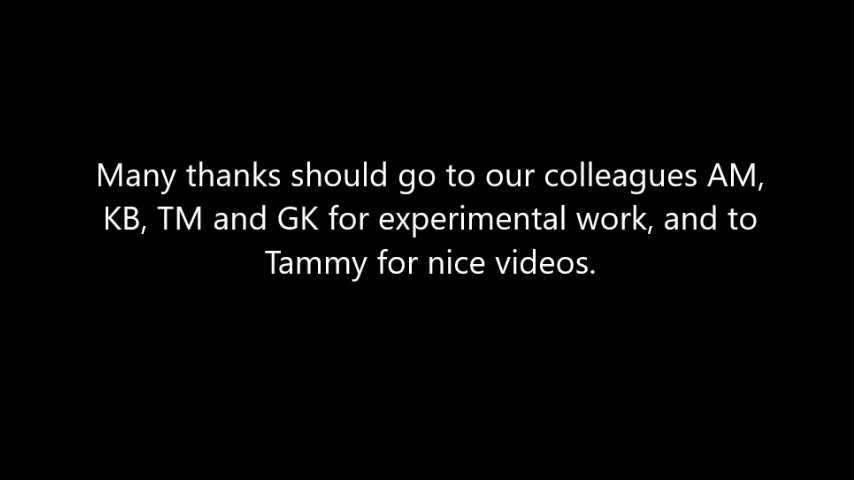 Many thanks should go to our colleagues AM,
KB, TM and GK for experimental work, and to
Tammy for nice videos.